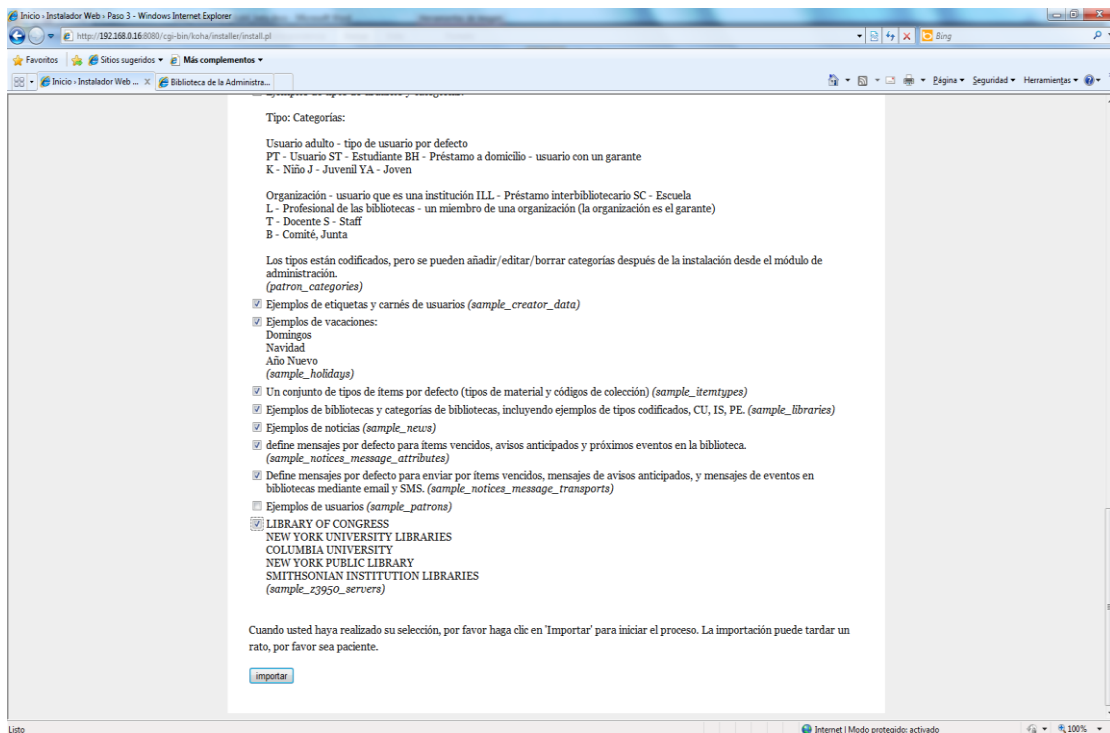 Inicio › Instalador Web › Paso 3 - Windows Internet Explorer
http://192.168.0.16:8080/cgi-bin/koha/installer/install.pl
Bing
Favoritos
Sitios sugeridos
Más complementos
Inicio › Instalador Web ...
Biblioteca de la Administra...
Página
Seguridad
Herramientas
Tipo: Categorías:
Usuario adulto - tipo de usuario por defecto
PT - Usuario ST - Estudiante BH - Préstamo a domicilio - usuario con un garante
K - Niño J - Juvenil YA - Joven
Organización - usuario que es una institución ILL - Préstamo interbibliotecario SC - Escuela
L - Profesional de las bibliotecas - un miembro de una organización (la organización es el garante)
T - Docente S - Staff
B - Comité, Junta
Los tipos están codificados, pero se pueden añadir/editar/borrar categorías después de la instalación desde el módulo de
administración.
(patron_categories)
Ejemplos de etiquetas y carnés de usuarios (sample_creator_data)
Ejemplos de vacaciones:
Domingos
Navidad
Año Nuevo
(sample_holidays)
Un conjunto de tipos de ítems por defecto (tipos de material y códigos de colección) (sample_itemtypes)
Ejemplos de bibliotecas y categorías de bibliotecas, incluyendo ejemplos de tipos codificados, CU, IS, PE. (sample_libraries)
Ejemplos de noticias (sample_news)
define mensajes por defecto para ítems vencidos, avisos anticipados y próximos eventos en la biblioteca.
(sample_notices_message_attributes)
Define mensajes por defecto para enviar por ítems vencidos, mensajes de avisos anticipados, y mensajes de eventos en
bibliotecas mediante email y SMS. (sample_notices_message_transports)
Ejemplos de usuarios (sample_patrons)
LIBRARY OF CONGRESS
NEW YORK UNIVERSITY LIBRARIES
COLUMBIA UNIVERSITY
NEW YORK PUBLIC LIBRARY
SMITHSONIAN INSTITUTION LIBRARIES
(sample_z3950_servers)
Cuando usted haya realizado su selección, por favor haga clic en 'Importar' para iniciar el proceso. La importación puede tardar un
rato, por favor sea paciente.
importar
Listo
Internet | Modo protegido: activado
100%